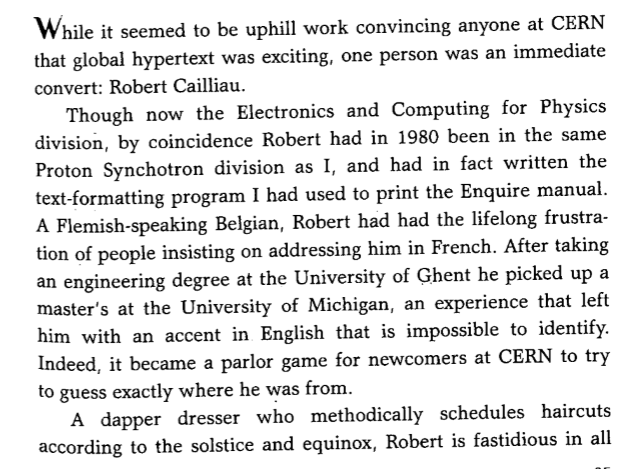 While it seemed to be uphill work convincing anyone at CERN
that global hypertext was exciting, one person was an immediate
convert: Robert Cailliau.
Though now the Electronics and Computing for Physics
division, by coincidence Robert had in 1980 been in the same
Proton Synchotron division as I, and had in fact written the
text-formatting program I had used to print the Enquire manual.
A Flemish-speaking Belgian, Robert had had the lifelong frustra-
tion of people insisting on addressing him in French. After taking
an engineering degree at the University of Ghent he picked up a
master's at the University of Michigan, an experience that left
him with an accent in English that is impossible to identify.
Indeed, it became a parlor game for newcomers at CERN to try
to guess exactly where he was from.
A dapper dresser who methodically schedules haircuts
according to the solstice and equinox, Robert is fastidious in all